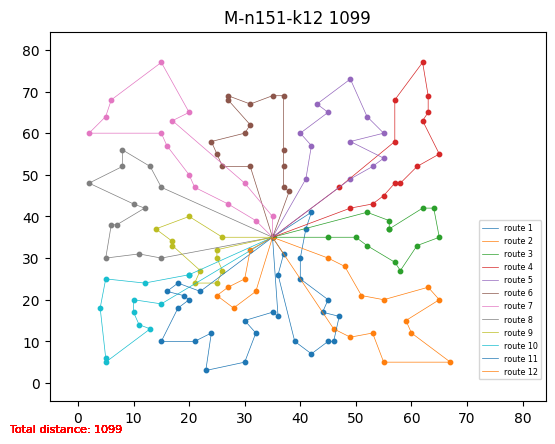 M-n151-k12 1099
80
70
60
50
40
30
20
10
0
route 1
route 2
route 3
route 4
route 5
route 6
route 7
route 8
route 9
route 10
route 11
route 12
0 10 20 30 40 50 60 70 80
Total distance: 1099